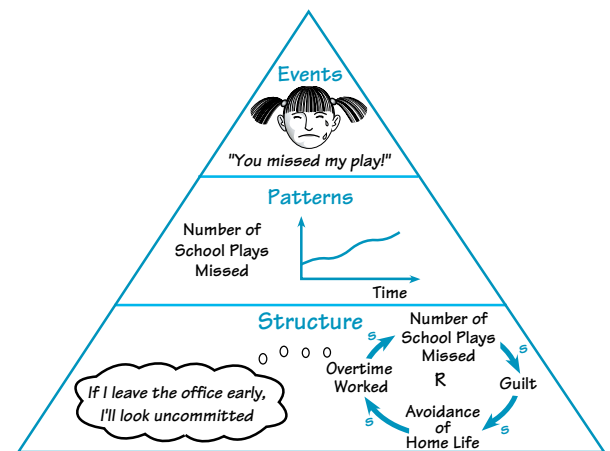 Events
"You missed my play!"
Patterns
Number of
School Plays
Missed
Time
Structure
If I leave the office early,
I'll look uncommitted
Number of
School Plays
Missed
s
Guilt
s
Avoidance
of
Home Life
s
Overtime
Worked
s
R